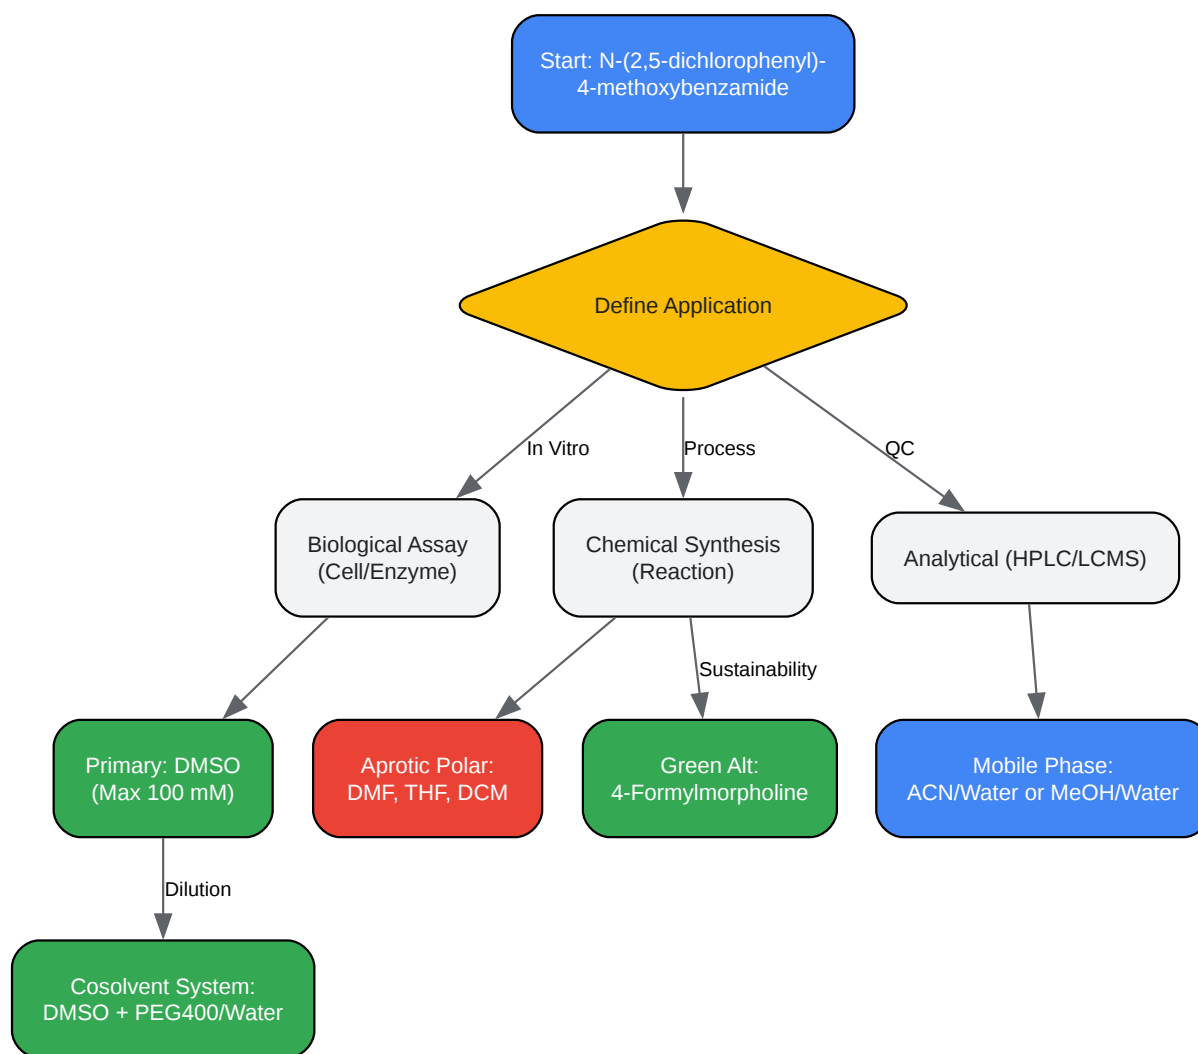 Start: N-(2,5-dichlorophenyl)-
4-methoxybenzamide
Define Application
In Vitro
Process
QC
Biological Assay
(Cell/Enzyme)
Chemical Synthesis
(Reaction)
Analytical (HPLC/LCMS)
Sustainability
Primary: DMSO
(Max 100 mM)
Aprotic Polar:
DMF, THF, DCM
Green Alt:
4-Formylmorpholine
Mobile Phase:
ACN/Water or MeOH/Water
Dilution
Cosolvent System:
DMSO + PEG400/Water